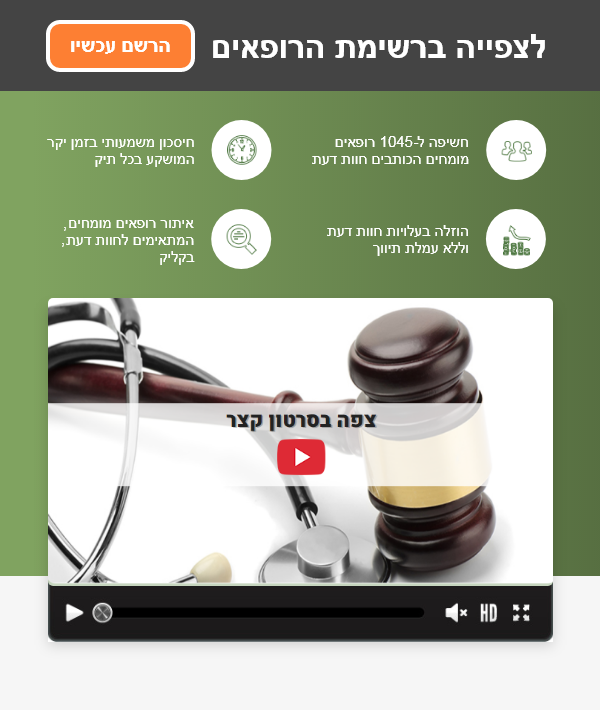 לצפייה ברשימת הרופאים
הרשם עכשיו
חשיפה ל-1045 רופאים
מומחים הכותבים חוות דעת
חיסכון משמעותי בזמן יקר
המושקע בכל תיק
הוזלה בעלויות חוות דעת
וללא עמלת תיווך
איתור רופאים מומחים,
המתאימים לחוות דעת,
בקליק
צפה בסרטון קצר
HD